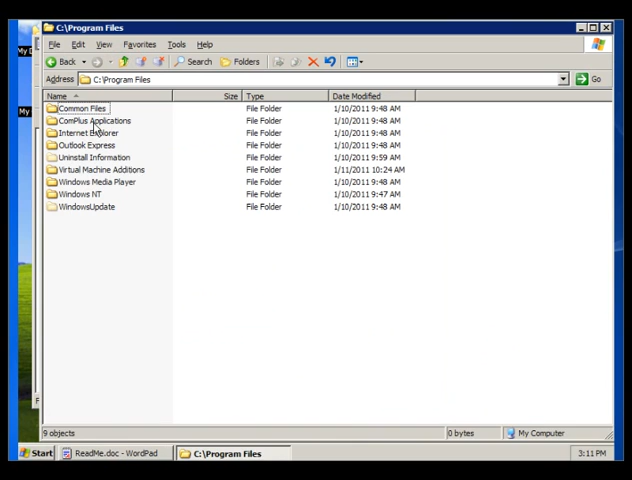 C:\Program Files
File Edit View Favorites Tools Help
Back Search Folders
Address C:\Program Files Go
Name Size Type Date Modified
Common Files File Folder 1/10/2011 9:48 AM
ComPlus Applications File Folder 1/10/2011 9:48 AM
Internet Explorer File Folder 1/10/2011 9:48 AM
Outlook Express File Folder 1/10/2011 9:48 AM
Uninstall Information File Folder 1/10/2011 9:59 AM
Virtual Machine Additions File Folder 1/11/2011 10:24 AM
Windows Media Player File Folder 1/10/2011 9:48 AM
Windows NT File Folder 1/10/2011 9:47 AM
WindowsUpdate File Folder 1/10/2011 9:48 AM
My D
My
F
9 objects 0 bytes My Computer
Start ReadMe.doc - WordPad C:\Program Files 3:11 PM